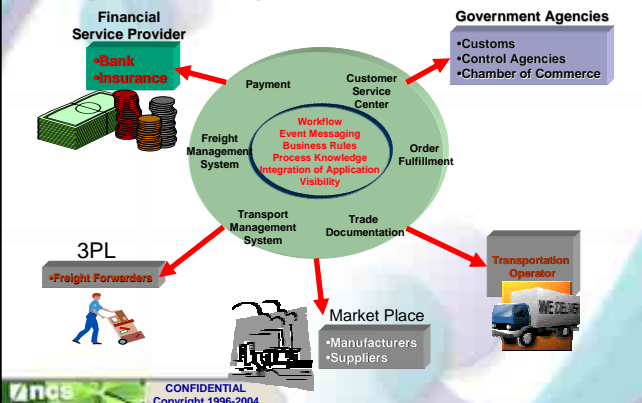 Financial
Service Provider
•Bank
•Insurance
Government Agencies
•Customs
•Control Agencies
•Chamber of Commerce
Payment
Customer
Service
Center
Freight
Management
System
Workflow
Event Messaging
Business Rules
Process Knowledge
Integration of Application
Visibility
Order
Fulfillment
Transport
Management
System
Trade
Documentation
3PL
•Freight Forwarders
Transportation
Operator
WE DELIVER
Market Place
•Manufacturers
•Suppliers
ncs
CONFIDENTIAL
Copyright 1996-2004